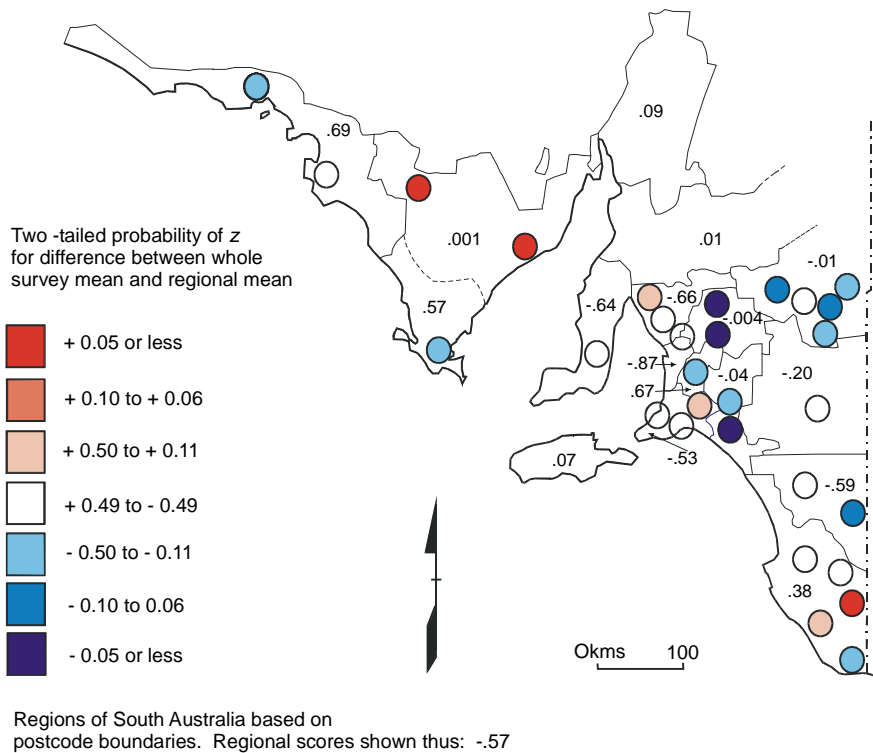 .09
.69
.001
.01
-.01
.57
-.64
-.66
-.004
-.87
-.04
.67
-.20
-.53
.07
-.59
.38
Two -tailed probability of z
for difference between whole
survey mean and regional mean
+ 0.05 or less
+ 0.10 to + 0.06
+ 0.50 to + 0.11
+ 0.49 to - 0.49
- 0.50 to - 0.11
- 0.10 to 0.06
- 0.05 or less
Okms 100
Regions of South Australia based on
postcode boundaries. Regional scores shown thus: -.57